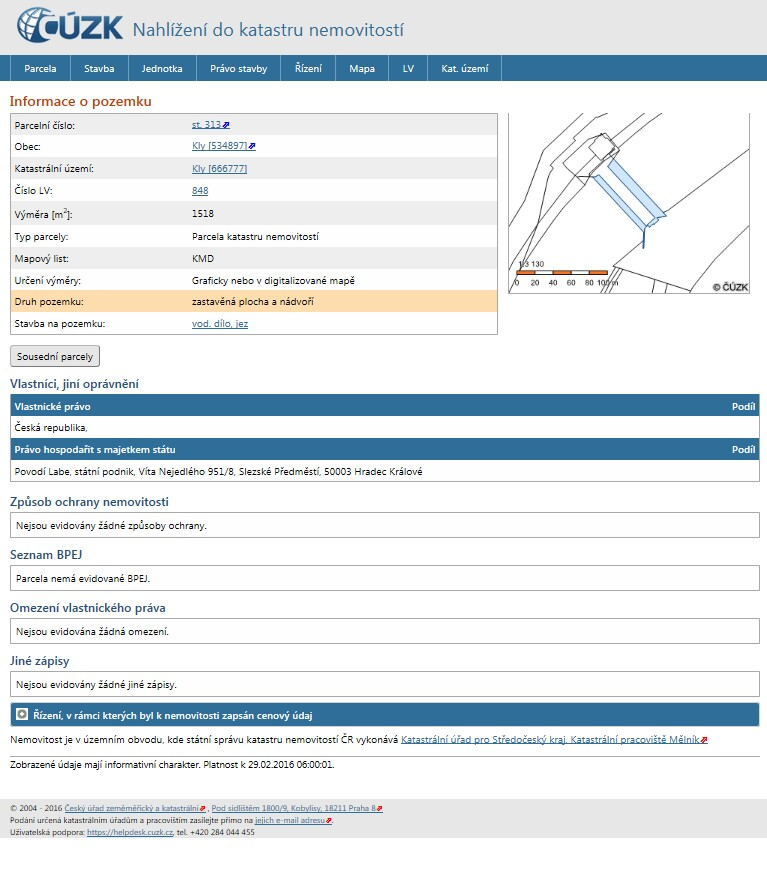 ČÚZK Nahlížení do katastru nemovitostí
Parcela Stavba Jednotka Právo stavby Řízení Mapa LV Kat. území
Informace o pozemku
Parcelní číslo: st. 313
Obec: Kly [534897]
Katastrální území: Kly [666777]
Číslo LV: 848
Výměra [m²]: 1518
Typ parcely: Parcela katastru nemovitostí
Mapový list: KMD
Určení výměry: Graficky nebo v digitalizované mapě
Druh pozemku: zastavěná plocha a nádvoří
Stavba na pozemku: vod. dílo, jez
1:3 130
0 20 40 60 80 100 m
© ČÚZK
Sousední parcely
Vlastníci, jiní oprávnění
Vlastnické právo Podíl
Česká republika,
Právo hospodařit s majetkem státu Podíl
Povodí Labe, státní podnik, Víta Nejedlého 951/8, Slezské Předměstí, 50003 Hradec Králové
Způsob ochrany nemovitosti
Nejsou evidovány žádné způsoby ochrany.
Seznam BPEJ
Parcela nemá evidované BPEJ.
Omezení vlastnického práva
Nejsou evidována žádná omezení.
Jiné zápisy
Nejsou evidovány žádné jiné zápisy.
Řízení, v rámci kterých byl k nemovitosti zapsán cenový údaj
Nemovitost je v územním obvodu, kde státní správu katastru nemovitostí ČR vykonává Katastrální úřad pro Středočeský kraj, Katastrální pracoviště Mělník
Zobrazené údaje mají informativní charakter. Platnost k 29.02.2016 06:00:01.
© 2004 - 2016 Český úřad zeměměřický a katastrální, Pod sídlištěm 1800/9, Kobylisy, 18211 Praha 8
Podání určená katastrálním úřadům a pracovištím zasílejte přímo na jejich e-mail adresu.
Uživatelská podpora: https://helpdesk.cuzk.cz, tel. +420 284 044 455